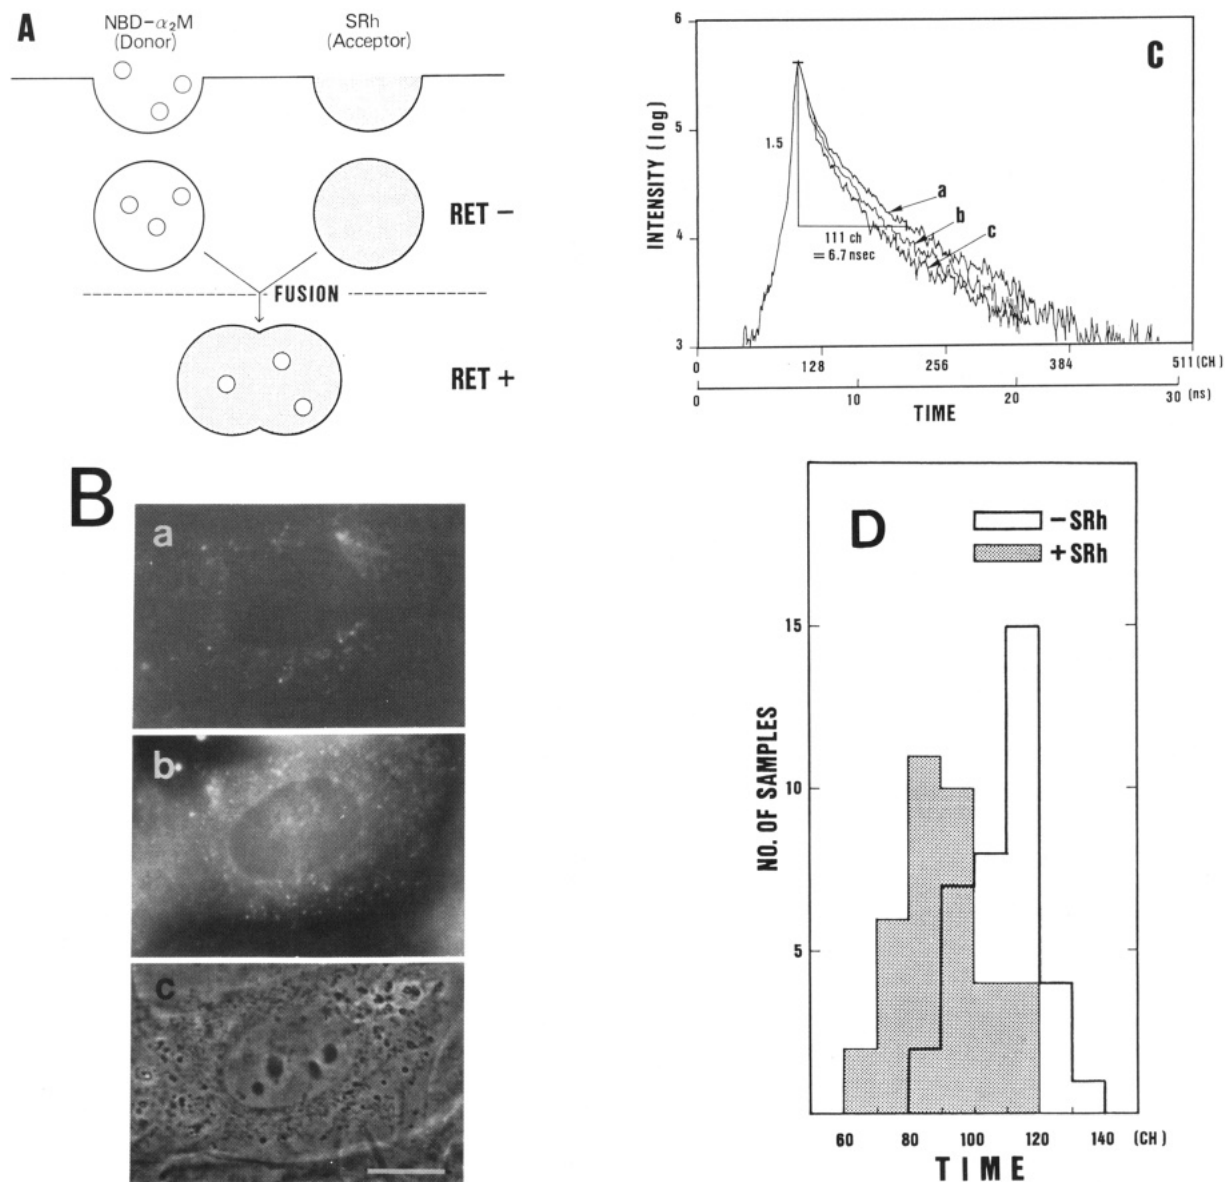 A
NBD-α₂M
(Donor)
SRh
(Acceptor)
RET -
FUSION
RET +
B
a
b
c
C
INTENSITY (log)
6
5
4
3
1.5
111 ch
= 6.7 nsec
a
b
c
0
128
256
384
511 (CH)
0
10
20
30 (ns)
TIME
D
- SRh
+ SRh
NO. OF SAMPLES
15
10
5
60
80
100
120
140
(CH)
TIME